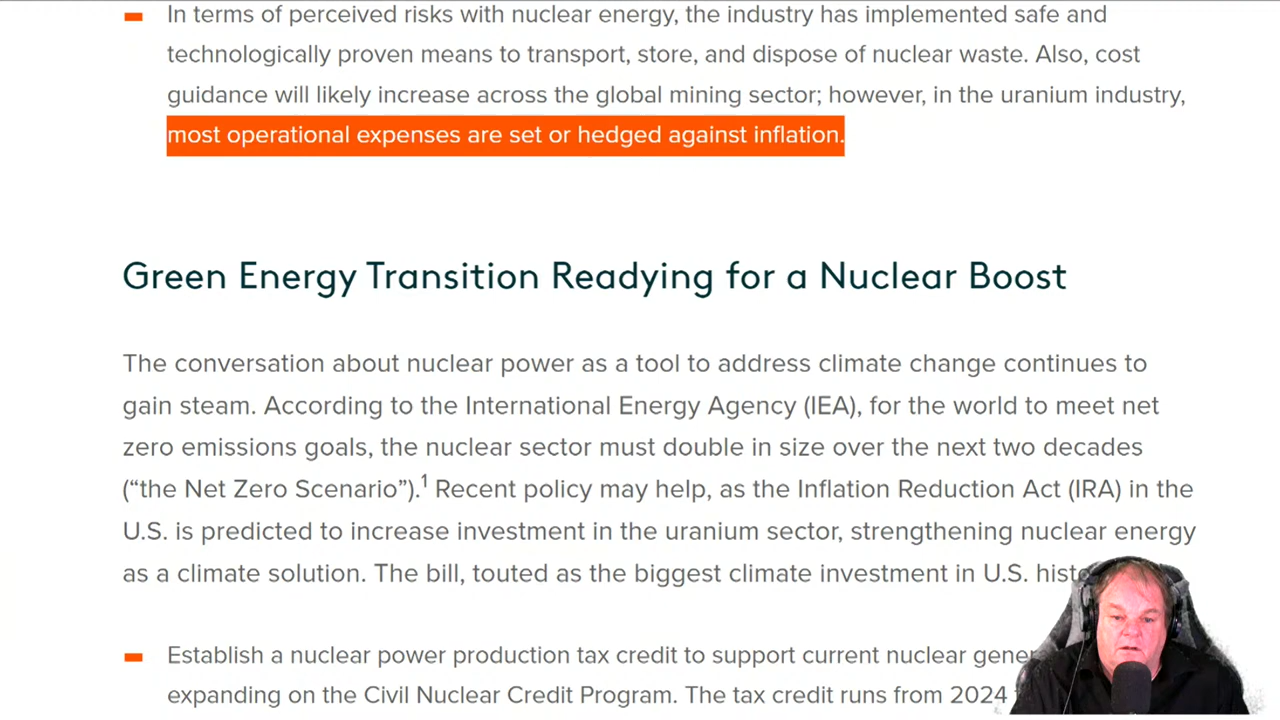 In terms of perceived risks with nuclear energy, the industry has implemented safe and
technologically proven means to transport, store, and dispose of nuclear waste. Also, cost
guidance will likely increase across the global mining sector; however, in the uranium industry,
most operational expenses are set or hedged against inflation.
Green Energy Transition Readying for a Nuclear Boost
The conversation about nuclear power as a tool to address climate change continues to
gain steam. According to the International Energy Agency (IEA), for the world to meet net
zero emissions goals, the nuclear sector must double in size over the next two decades
(“the Net Zero Scenario”).¹ Recent policy may help, as the Inflation Reduction Act (IRA) in the
U.S. is predicted to increase investment in the uranium sector, strengthening nuclear energy
as a climate solution. The bill, touted as the biggest climate investment in U.S.
Establish a nuclear power production tax credit to support current nuclear
expanding on the Civil Nuclear Credit Program. The tax credit runs from 2024